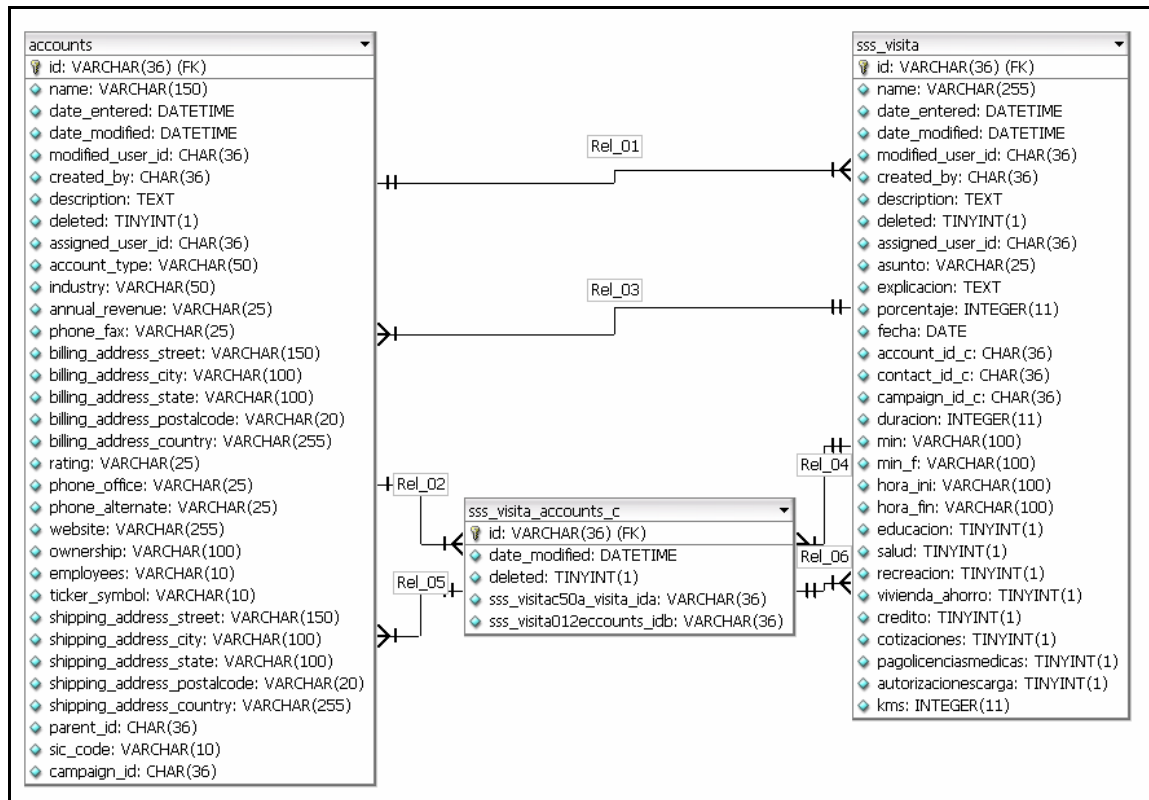 accounts
id: VARCHAR(36) (FK)
name: VARCHAR(150)
date_entered: DATETIME
date_modified: DATETIME
modified_user_id: CHAR(36)
created_by: CHAR(36)
description: TEXT
deleted: TINYINT(1)
assigned_user_id: CHAR(36)
account_type: VARCHAR(50)
industry: VARCHAR(50)
annual_revenue: VARCHAR(25)
phone_fax: VARCHAR(25)
billing_address_street: VARCHAR(150)
billing_address_city: VARCHAR(100)
billing_address_state: VARCHAR(100)
billing_address_postalcode: VARCHAR(20)
billing_address_country: VARCHAR(255)
rating: VARCHAR(25)
phone_office: VARCHAR(25)
phone_alternate: VARCHAR(25)
website: VARCHAR(255)
ownership: VARCHAR(100)
employees: VARCHAR(10)
ticker_symbol: VARCHAR(10)
shipping_address_street: VARCHAR(150)
shipping_address_city: VARCHAR(100)
shipping_address_state: VARCHAR(100)
shipping_address_postalcode: VARCHAR(20)
shipping_address_country: VARCHAR(255)
parent_id: CHAR(36)
sic_code: VARCHAR(10)
campaign_id: CHAR(36)
Rel_01
Rel_03
Rel_02
Rel_05
sss_visita_accounts_c
id: VARCHAR(36) (FK)
date_modified: DATETIME
deleted: TINYINT(1)
sss_visitac50a_visita_ida: VARCHAR(36)
sss_visita012eccounts_idb: VARCHAR(36)
Rel_04
Rel_06
sss_visita
id: VARCHAR(36) (FK)
name: VARCHAR(255)
date_entered: DATETIME
date_modified: DATETIME
modified_user_id: CHAR(36)
created_by: CHAR(36)
description: TEXT
deleted: TINYINT(1)
assigned_user_id: CHAR(36)
asunto: VARCHAR(25)
explicacion: TEXT
porcentaje: INTEGER(11)
fecha: DATE
account_id_c: CHAR(36)
contact_id_c: CHAR(36)
campaign_id_c: CHAR(36)
duracion: INTEGER(11)
min: VARCHAR(100)
min_f: VARCHAR(100)
hora_ini: VARCHAR(100)
hora_fin: VARCHAR(100)
educacion: TINYINT(1)
salud: TINYINT(1)
recreacion: TINYINT(1)
vivienda_ahorro: TINYINT(1)
credito: TINYINT(1)
cotizaciones: TINYINT(1)
pagolicenciasmedicas: TINYINT(1)
autorizacionescarga: TINYINT(1)
kms: INTEGER(11)